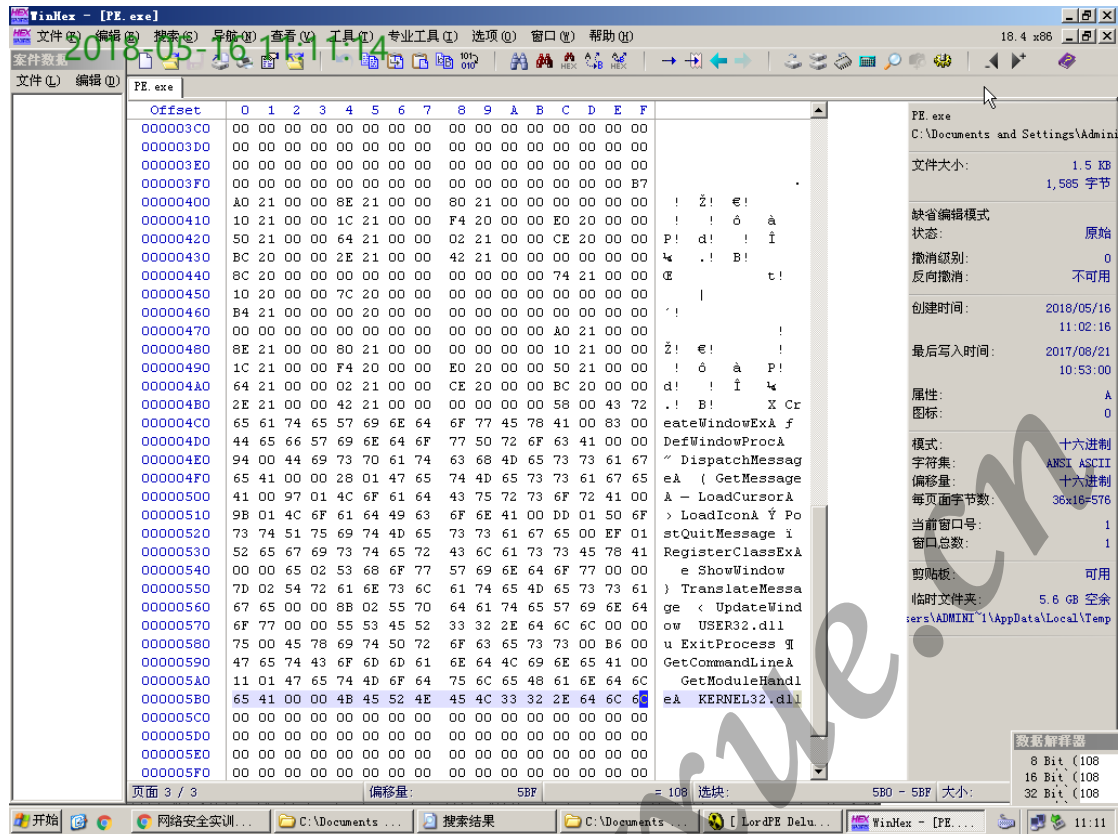 WinHex - [PE.exe]
文件(F) 编辑(E) 搜索(S) 导航(N) 查看(V) 工具(T) 专业工具(I) 选项(O) 窗口(W) 帮助(H) 18.4 x86
2018-05-16 11:11:14
案件数据
文件(L) 编辑(D)
PE.exe
Offset 0 1 2 3 4 5 6 7 8 9 A B C D E F
000003C0 00 00 00 00 00 00 00 00 00 00 00 00 00 00 00 00
000003D0 00 00 00 00 00 00 00 00 00 00 00 00 00 00 00 00
000003E0 00 00 00 00 00 00 00 00 00 00 00 00 00 00 00 00
000003F0 00 00 00 00 00 00 00 00 00 00 00 00 00 00 00 B7 ·
00000400 A0 21 00 00 8E 21 00 00 80 21 00 00 00 00 00 00 ! Ž! €!
00000410 10 21 00 00 1C 21 00 00 F4 20 00 00 E0 20 00 00 ! ! ô à
00000420 50 21 00 00 64 21 00 00 02 21 00 00 CE 20 00 00 P! d! ! Î
00000430 BC 20 00 00 2E 21 00 00 42 21 00 00 00 00 00 00 ¼ .! B!
00000440 8C 20 00 00 00 00 00 00 00 00 00 00 74 21 00 00 Œ t!
00000450 10 20 00 00 7C 20 00 00 00 00 00 00 00 00 00 00 |
00000460 B4 21 00 00 00 20 00 00 00 00 00 00 00 00 00 00 ´!
00000470 00 00 00 00 00 00 00 00 00 00 00 00 A0 21 00 00 !
00000480 8E 21 00 00 80 21 00 00 00 00 00 00 10 21 00 00 Ž! €! !
00000490 1C 21 00 00 F4 20 00 00 E0 20 00 00 50 21 00 00 ! ô à P!
000004A0 64 21 00 00 02 21 00 00 CE 20 00 00 BC 20 00 00 d! ! Î ¼
000004B0 2E 21 00 00 42 21 00 00 00 00 00 00 58 00 43 72 .! B! X Cr
000004C0 65 61 74 65 57 69 6E 64 6F 77 45 78 41 00 83 00 eateWindowExA ƒ
000004D0 44 65 66 57 69 6E 64 6F 77 50 72 6F 63 41 00 00 DefWindowProcA
000004E0 94 00 44 69 73 70 61 74 63 68 4D 65 73 73 61 67 ” DispatchMessag
000004F0 65 41 00 00 28 01 47 65 74 4D 65 73 73 61 67 65 eA ( GetMessage
00000500 41 00 97 01 4C 6F 61 64 43 75 72 73 6F 72 41 00 A — LoadCursorA
00000510 9B 01 4C 6F 61 64 49 63 6F 6E 41 00 DD 01 50 6F › LoadIconA Ý Po
00000520 73 74 51 75 69 74 4D 65 73 73 61 67 65 00 EF 01 stQuitMessage ï
00000530 52 65 67 69 73 74 65 72 43 6C 61 73 73 45 78 41 RegisterClassExA
00000540 00 00 65 02 53 68 6F 77 57 69 6E 64 6F 77 00 00 e ShowWindow
00000550 7D 02 54 72 61 6E 73 6C 61 74 65 4D 65 73 73 61 } TranslateMessa
00000560 67 65 00 00 8B 02 55 70 64 61 74 65 57 69 6E 64 ge ‹ UpdateWind
00000570 6F 77 00 00 55 53 45 52 33 32 2E 64 6C 6C 00 00 ow USER32.dll
00000580 75 00 45 78 69 74 50 72 6F 63 65 73 73 00 B6 00 u ExitProcess ¶
00000590 47 65 74 43 6F 6D 6D 61 6E 64 4C 69 6E 65 41 00 GetCommandLineA
000005A0 11 01 47 65 74 4D 6F 64 75 6C 65 48 61 6E 64 6C GetModuleHandl
000005B0 65 41 00 00 4B 45 52 4E 45 4C 33 32 2E 64 6C 6C eA KERNEL32.dll
000005C0 00 00 00 00 00 00 00 00 00 00 00 00 00 00 00 00
000005D0 00 00 00 00 00 00 00 00 00 00 00 00 00 00 00 00
000005E0 00 00 00 00 00 00 00 00 00 00 00 00 00 00 00 00
000005F0 00 00 00 00 00 00 00 00 00 00 00 00 00 00 00 00
页面 3 / 3 偏移量: 5BF = 108 选块: 5B0 - 5BF 大小:
PE.exe
C:\Documents and Settings\Admini
文件大小: 1.5 KB
1,585 字节
缺省编辑模式
状态: 原始
撤消级别: 0
反向撤消: 不可用
创建时间: 2018/05/16
11:02:16
最后写入时间: 2017/08/21
10:53:00
属性: A
图标: 0
模式: 十六进制
字符集: ANSI ASCII
偏移量: 十六进制
每页面字节数: 36x16=576
当前窗口号: 1
窗口总数: 1
剪贴板: 可用
临时文件夹: 5.6 GB 空余
sers\ADMINI~1\AppData\Local\Temp
数据解释器
8 Bit (108
16 Bit (108
32 Bit (108
开始 网络安全实训... C:\Documents ... 搜索结果 C:\Documents ... [ LordPE Delu... WinHex - [PE.... 11:11